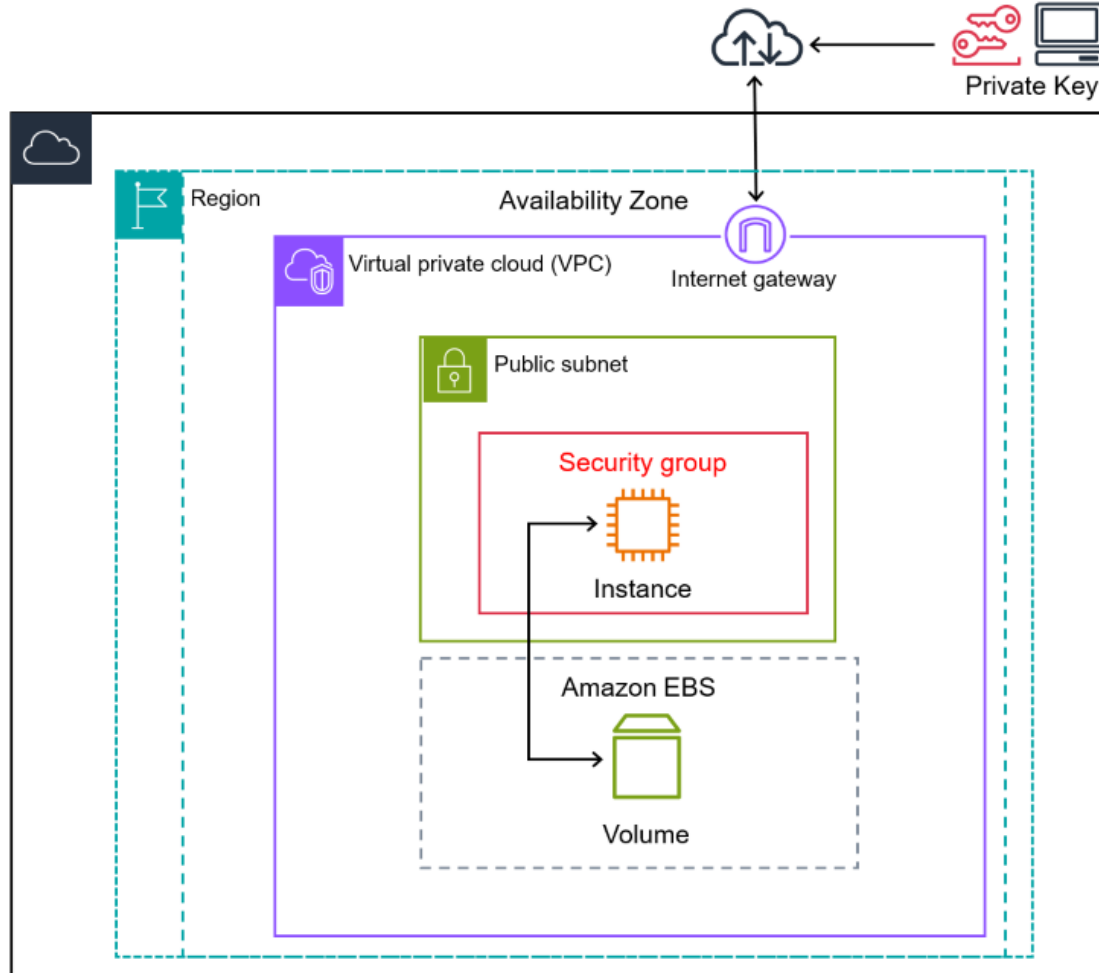 Private Key
Region
Availability Zone
Virtual private cloud (VPC)
Internet gateway
Public subnet
Security group
Instance
Amazon EBS
Volume